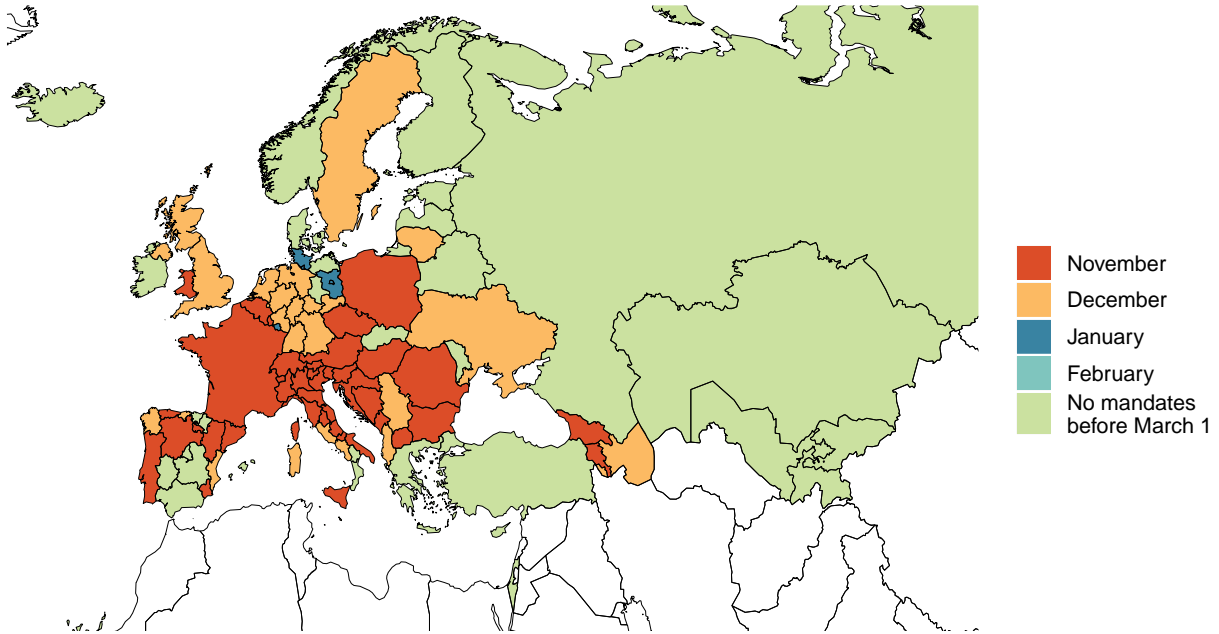 November
December
January
February
No mandates
before March 1